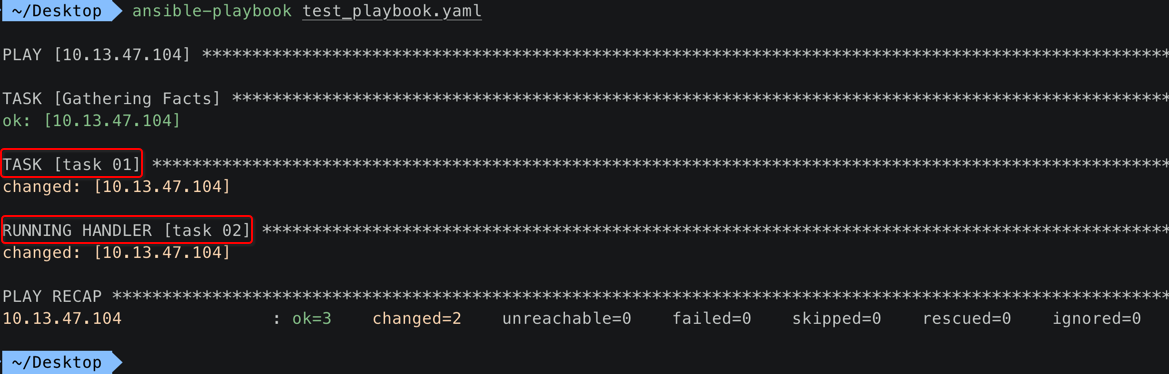 ~/Desktop ansible-playbook test_playbook.yaml
PLAY [10.13.47.104] ************************************************************************************************
TASK [Gathering Facts] *********************************************************************************************
ok: [10.13.47.104]
TASK [task 01] *****************************************************************************************************
changed: [10.13.47.104]
RUNNING HANDLER [task 02] ******************************************************************************************
changed: [10.13.47.104]
PLAY RECAP *********************************************************************************************************
10.13.47.104 : ok=3 changed=2 unreachable=0 failed=0 skipped=0 rescued=0 ignored=0
~/Desktop